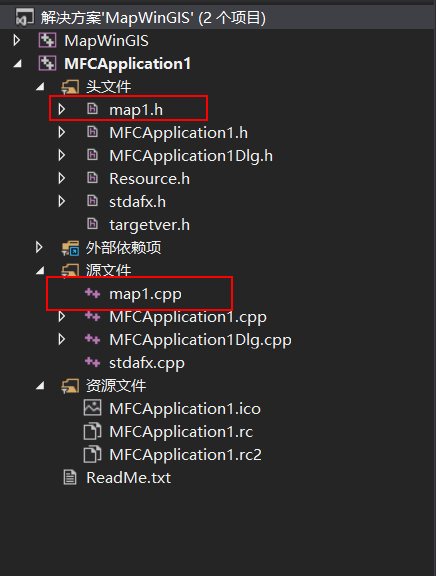 解决方案'MapWinGIS' (2 个项目)
MapWinGIS
MFCApplication1
头文件
map1.h
MFCApplication1.h
MFCApplication1Dlg.h
Resource.h
stdafx.h
targetver.h
外部依赖项
源文件
map1.cpp
MFCApplication1.cpp
MFCApplication1Dlg.cpp
stdafx.cpp
资源文件
MFCApplication1.ico
MFCApplication1.rc
MFCApplication1.rc2
ReadMe.txt